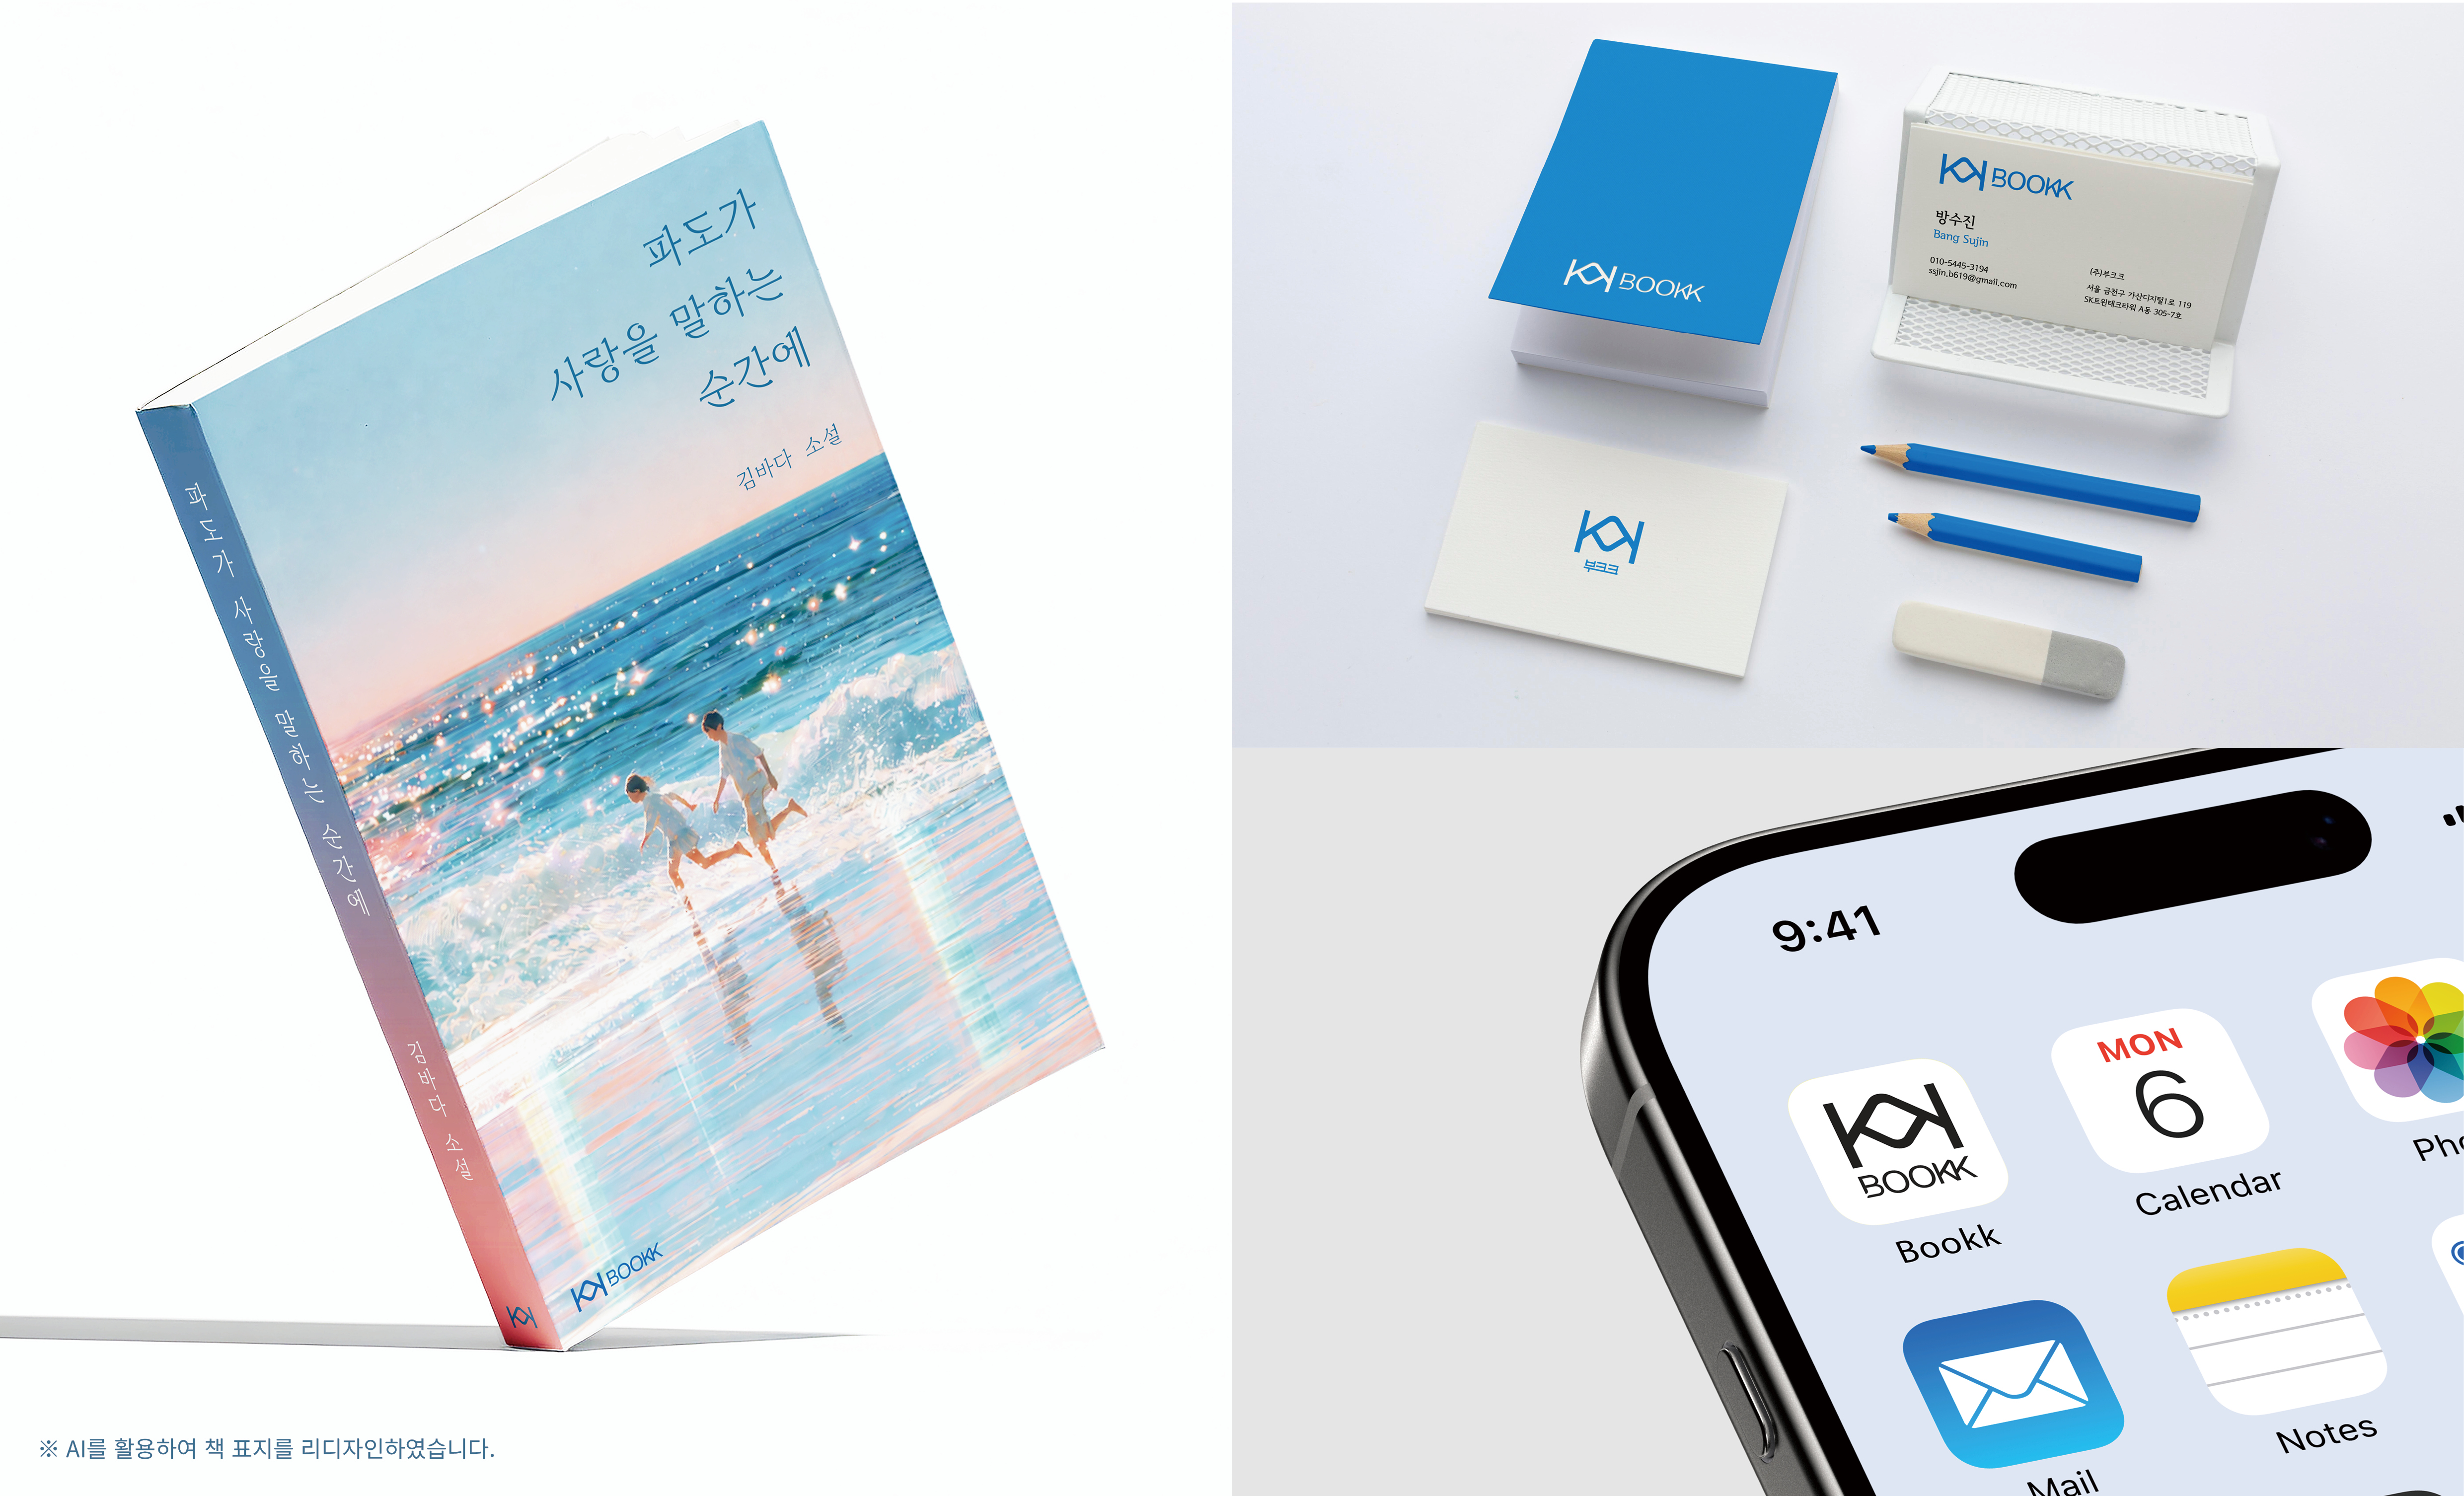 파도가
사랑을 말하는
순간에
김바다 소설
파도가 사랑을 말하는 순간에
김바다 소설
BOOKK
※ AI를 활용하여 책 표지를 리디자인하였습니다.
BOOKK
BOOKK
방수진
Bang Sujin
010-5445-3194
ssjin.b619@gmail.com
(주)부크크
서울 금천구 가산디지털1로 119
SK트윈테크타워 A동 305-7호
부크크
9:41
BOOKK
Bookk
MON
6
Calendar
Pho
Mail
Notes